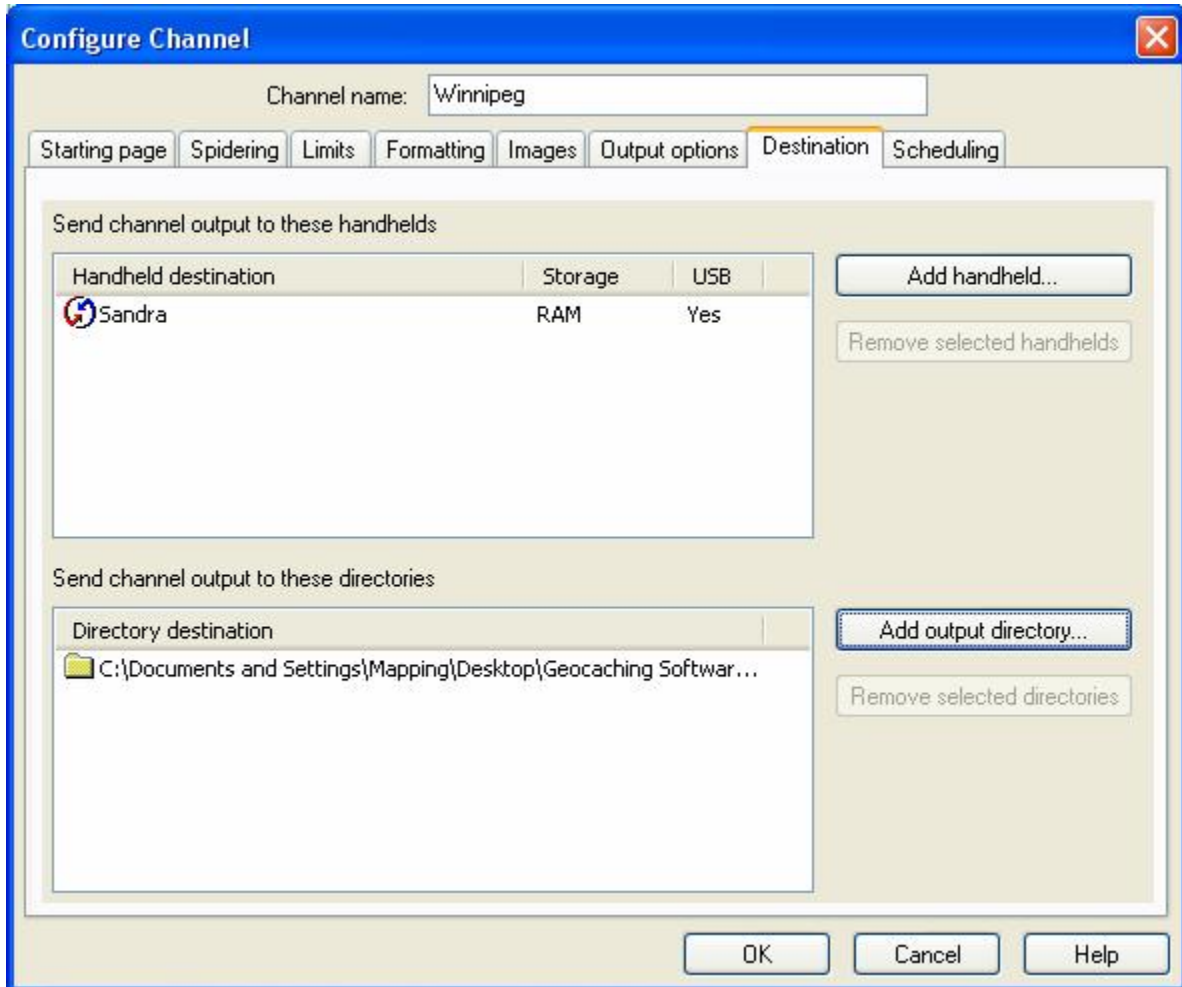 Configure Channel
Channel name: Winnipeg
Starting page Spidering Limits Formatting Images Output options Destination Scheduling
Send channel output to these handhelds
Handheld destination Storage USB
Sandra RAM Yes
Add handheld...
Remove selected handhelds
Send channel output to these directories
Directory destination
C:\Documents and Settings\Mapping\Desktop\Geocaching Softwar...
Add output directory...
Remove selected directories
OK Cancel Help